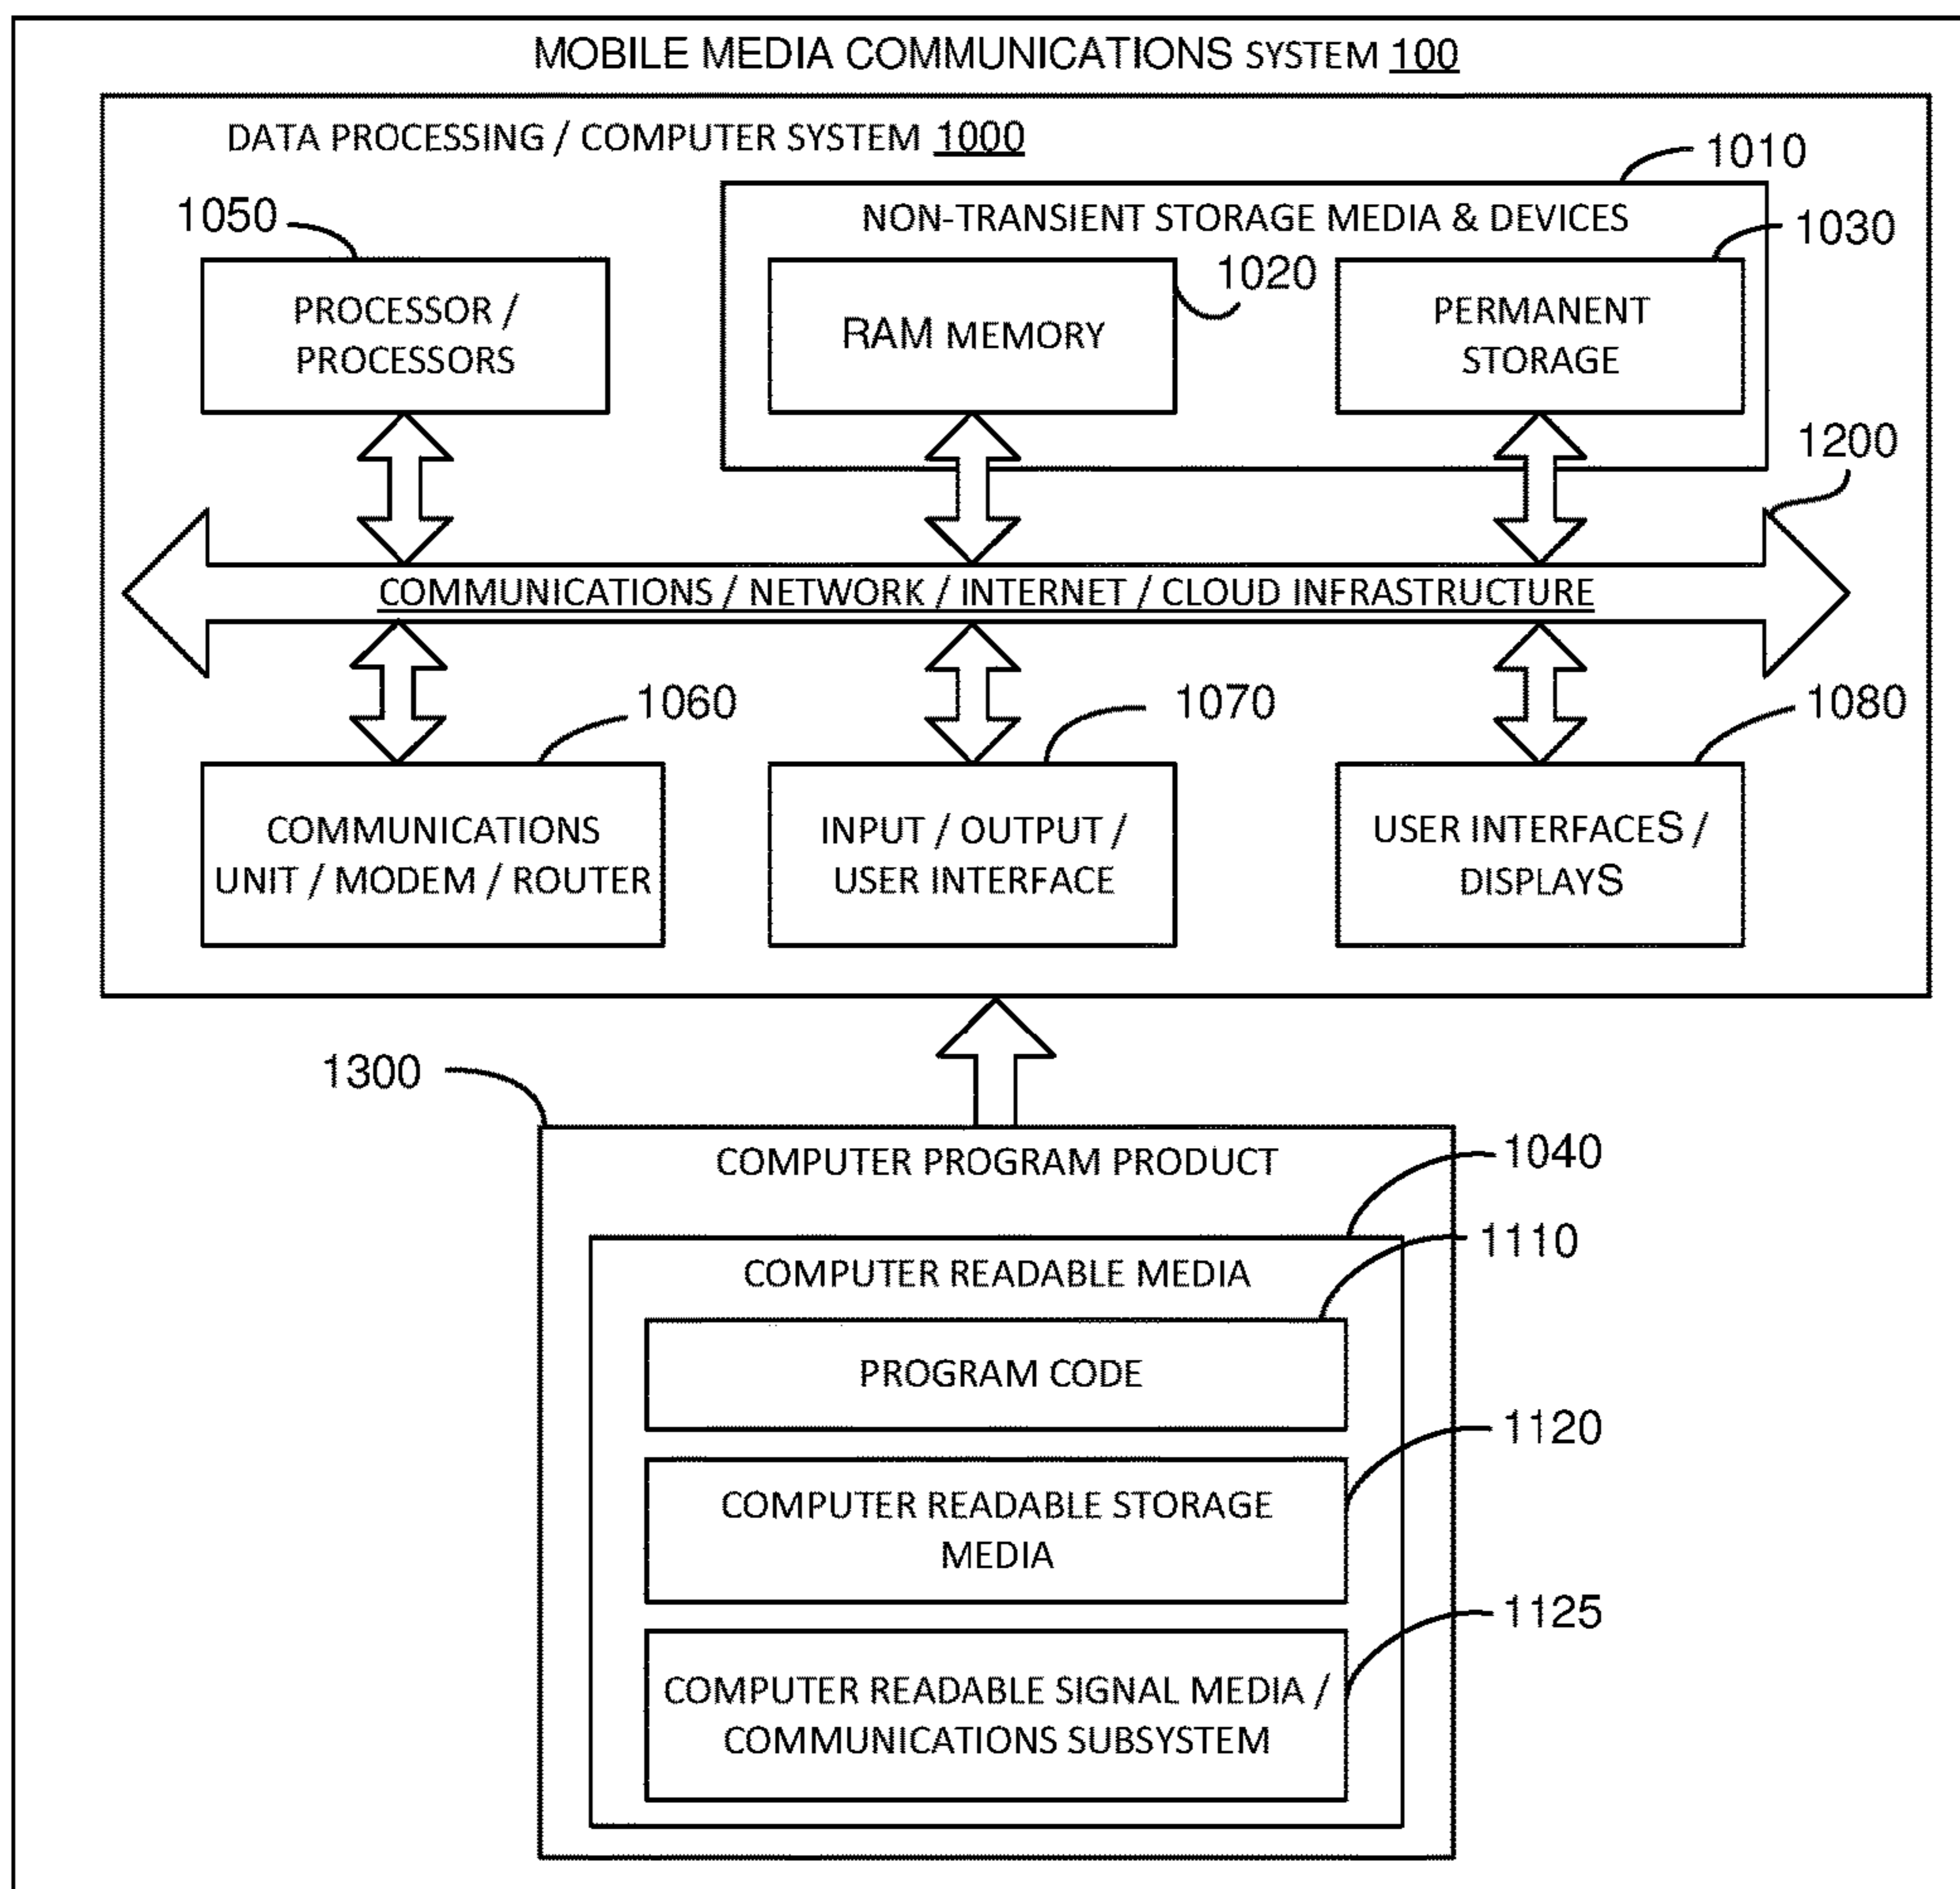 MOBILE MEDIA COMMUNICATIONS SYSTEM 100
DATA PROCESSING / COMPUTER SYSTEM 1000
1010
1050
NON-TRANSIENT STORAGE MEDIA & DEVICES
1030
1020
PROCESSOR /
PROCESSORS
RAM MEMORY
PERMANENT
STORAGE
1200
COMMUNICATIONS / NETWORK / INTERNET / CLOUD INFRASTRUCTURE
1060
1070
1080
COMMUNICATIONS
UNIT / MODEM / ROUTER
INPUT / OUTPUT /
USER INTERFACE
USER INTERFACES /
DISPLAYS
1300
COMPUTER PROGRAM PRODUCT
1040
1110
COMPUTER READABLE MEDIA
PROGRAM CODE
1120
COMPUTER READABLE STORAGE
MEDIA
1125
COMPUTER READABLE SIGNAL MEDIA /
COMMUNICATIONS SUBSYSTEM